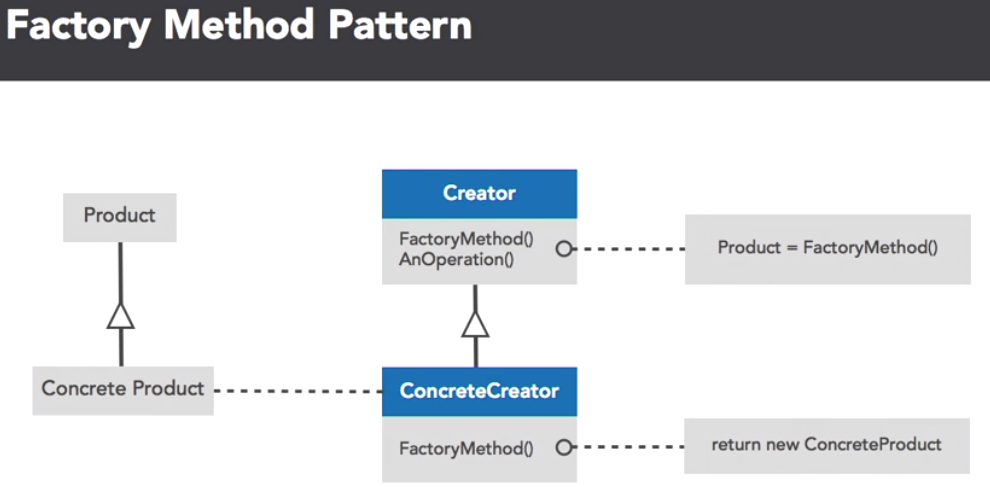 Factory Method Pattern
Product
Creator
FactoryMethod()
AnOperation()
Product = FactoryMethod()
Concrete Product
ConcreteCreator
FactoryMethod()
return new ConcreteProduct